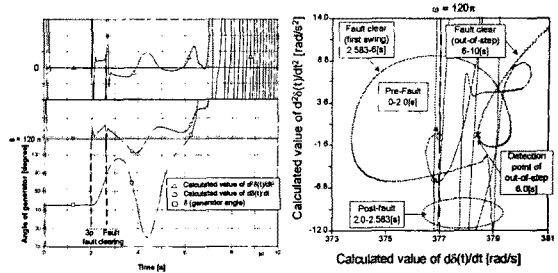 0
ω = 120 π
Angle of generator [degree]
3φ
fault
Fault
clearing
Calculated value of d²δ(t)/dt²
Calculated value of dδ(t)/dt
δ (generator angle)
Time [s]
ω = 120π
Calculated value of d²δ(t)/dt² [rad/s²]
14.0
8.8
3.6
-12.0
Fault clear
(first swing)
2.583-6[s]
Fault clear
(out-of-step)
6-10[s]
Pre-Fault
0-2.0[s]
Detection
point of
out-of-step
6.0[s]
Post-fault
2.0-2.583[s]
373
375
377
379
381
Calculated value of dδ(t)/dt [rad/s]